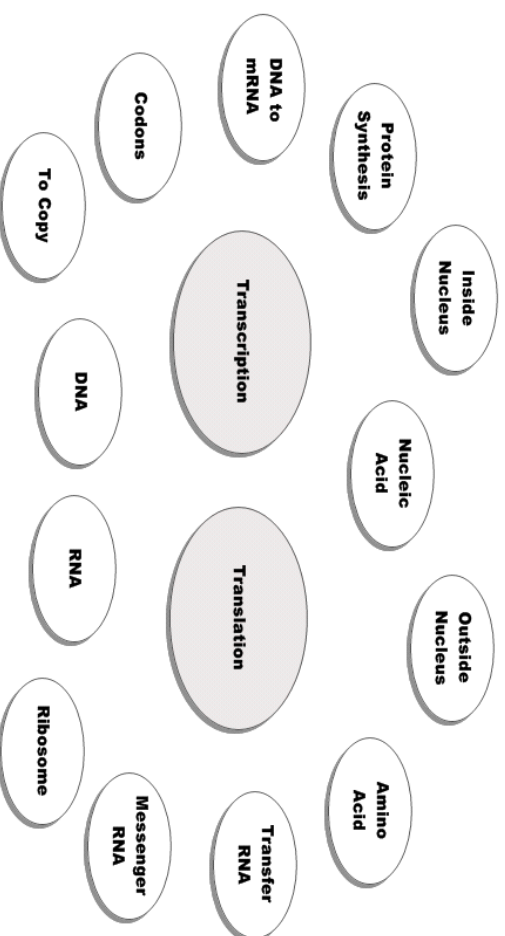 Inside
Nucleus
Outside
Nucleus
Protein
Synthesis
Nucleic
Acid
Amino
Acid
DNA to
mRNA
Transcription
Translation
Transfer
RNA
Codons
Messenger
RNA
To Copy
DNA
RNA
Ribosome